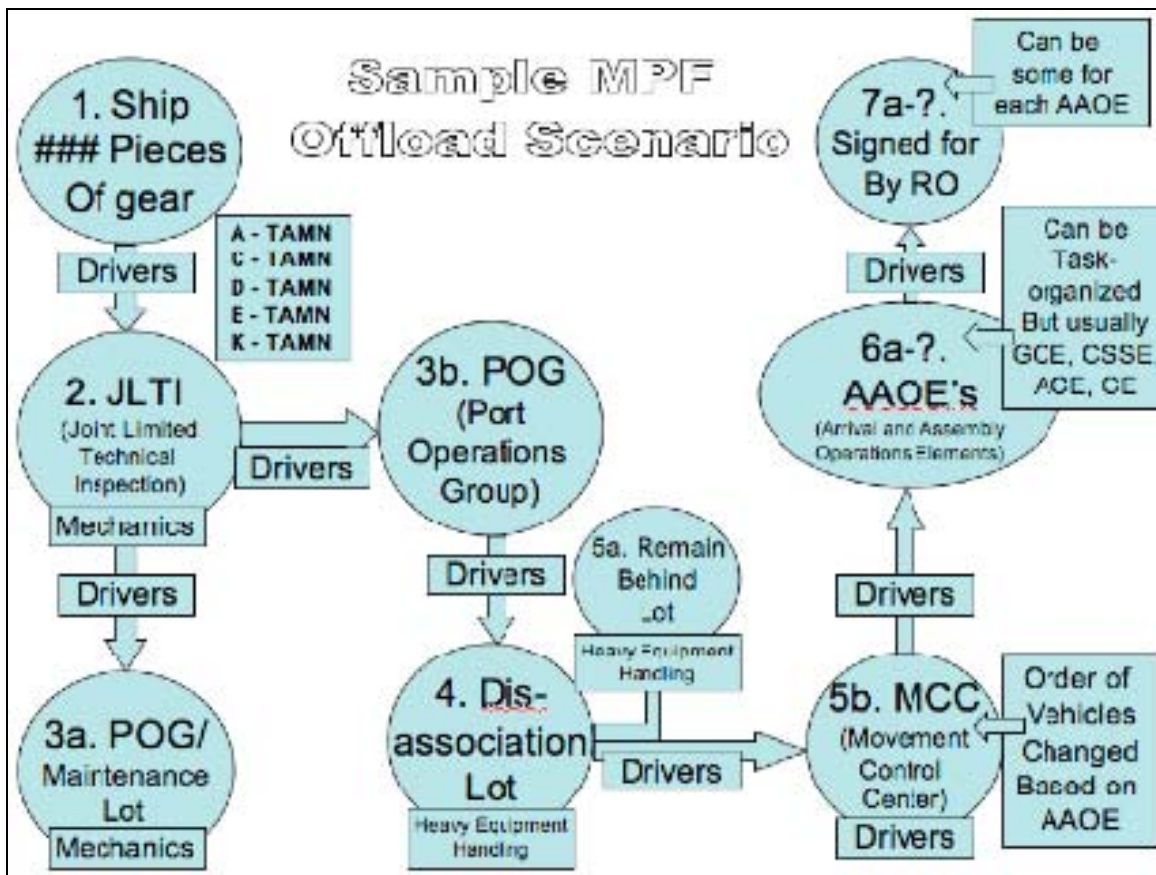 Sample MPF
Offload Scenario
1. Ship
### Pieces
Of gear
Drivers
A - TAMN
C - TAMN
D - TAMN
E - TAMN
K - TAMN
2. JLTI
(Joint Limited
Technical
Inspection)
Mechanics
Drivers
3a. POG/
Maintenance
Lot
Mechanics
Drivers
3b. POG
(Port
Operations
Group)
Drivers
4. Dis-
association
Lot
Heavy Equipment
Handling
5a. Remain
Behind
Lot
Heavy Equipment
Handling
Drivers
5b. MCC
(Movement
Control
Center)
Drivers
Order of
Vehicles
Changed
Based on
AAOE
Drivers
6a-?.
AAOE's
(Arrival and Assembly
Operations Elements)
Can be
Task-
organized
But usually
GCE, CSSE,
ACE, CE
Drivers
7a-?.
Signed for
By RO
Can be
some for
each AAOE